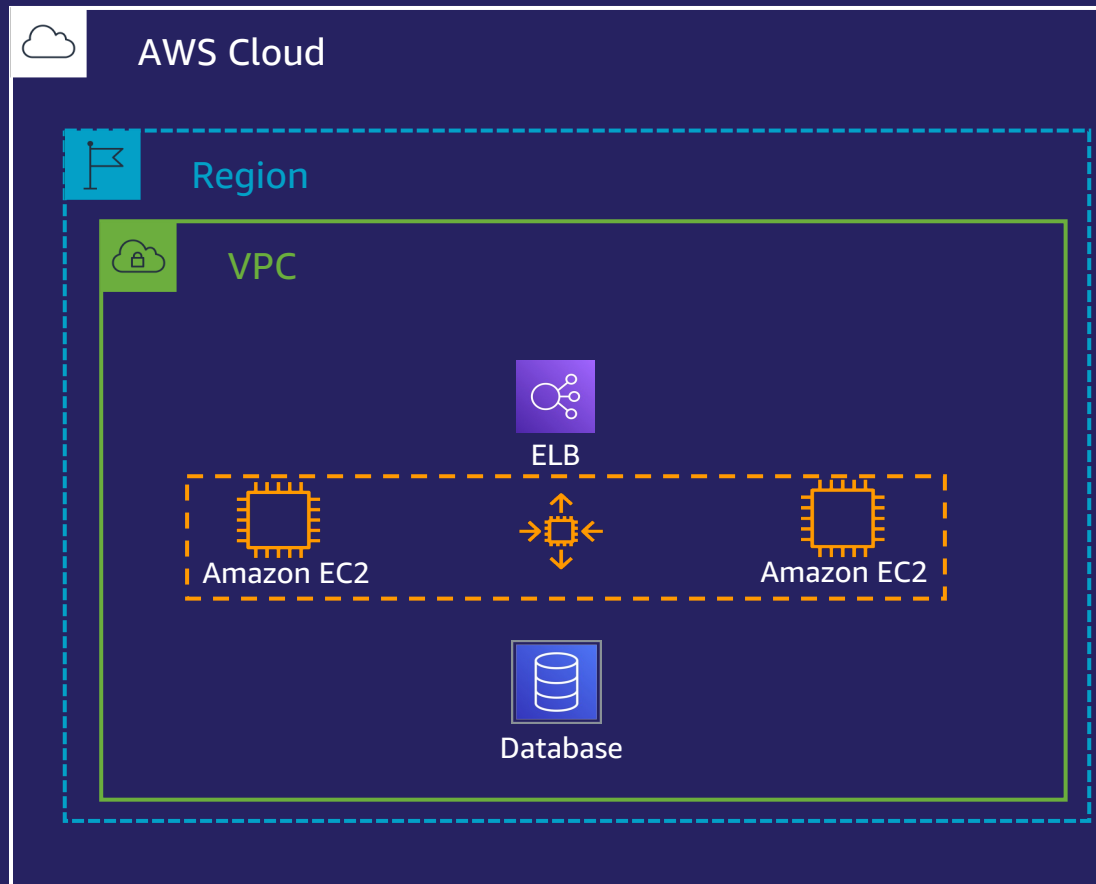 AWS Cloud
Region
VPC
ELB
Amazon EC2
Amazon EC2
Database